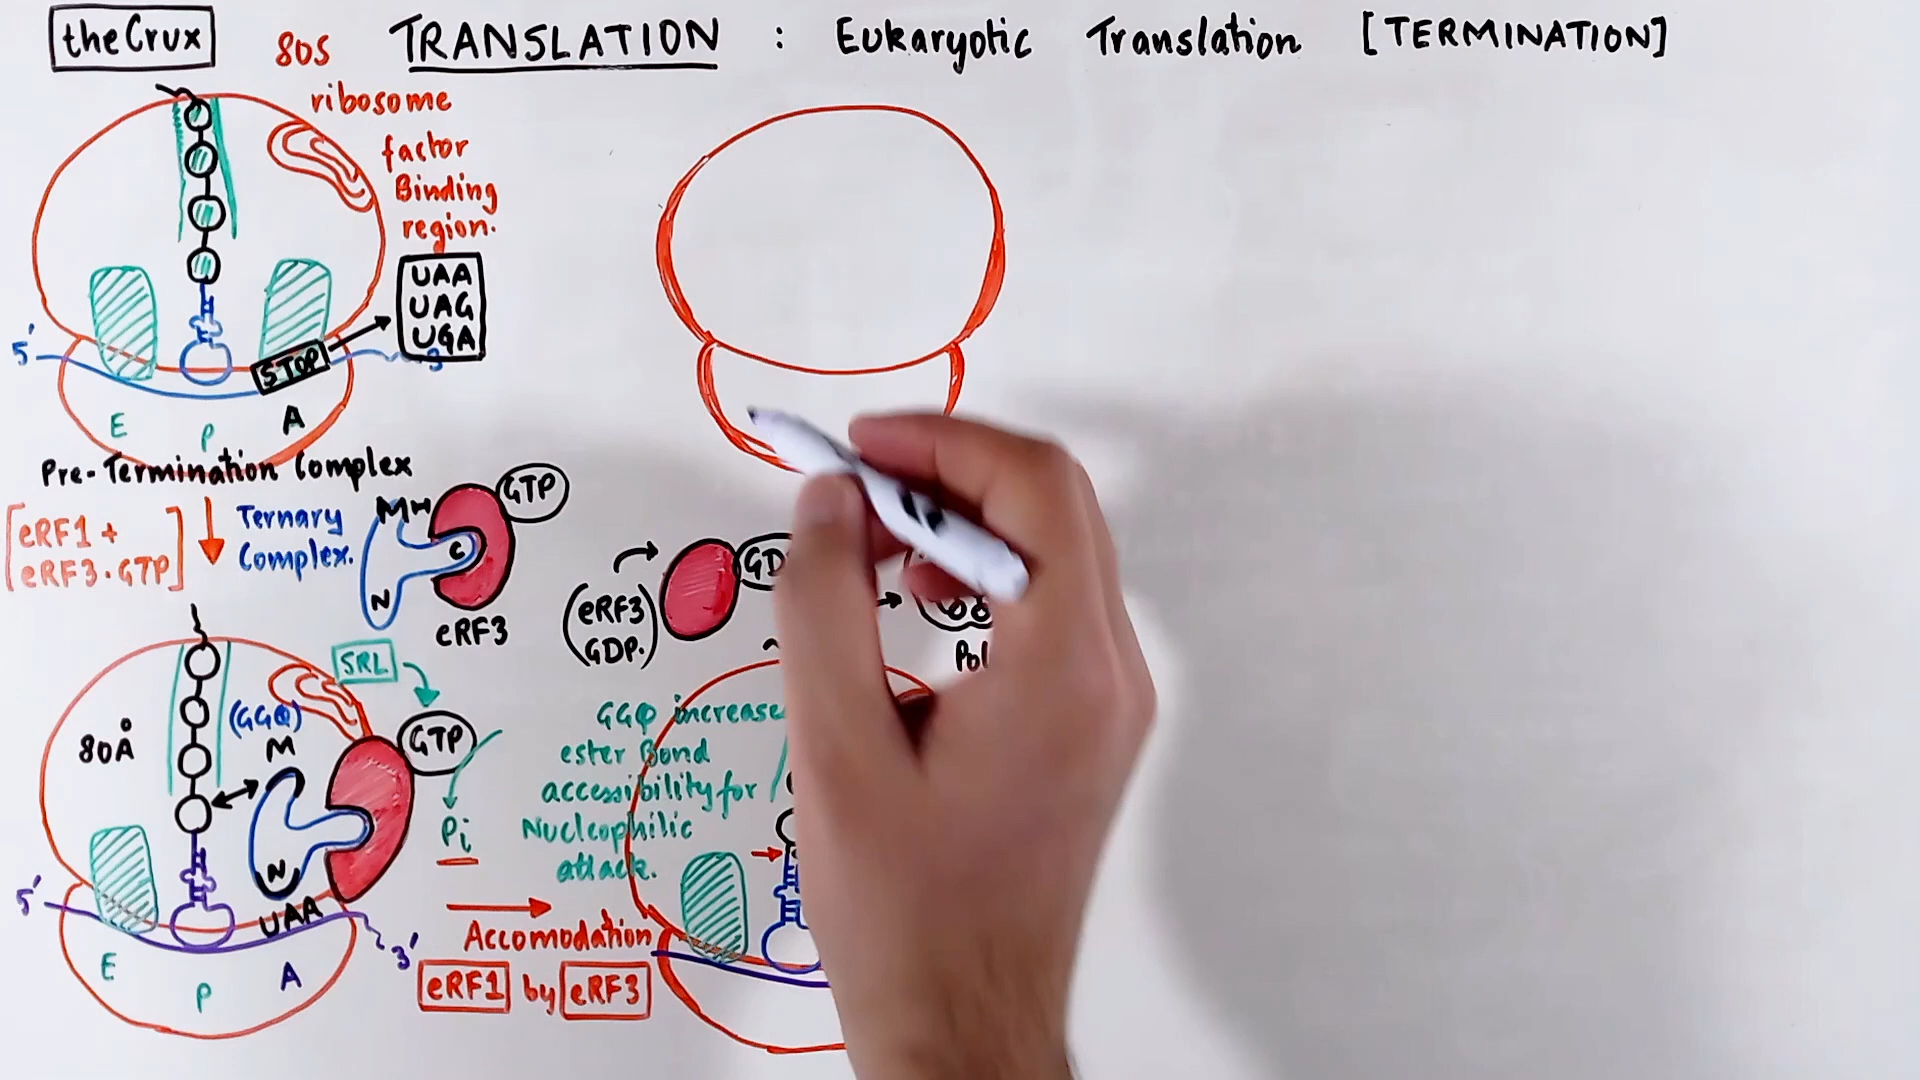 theCrux
TRANSLATION : Eukaryotic Translation [TERMINATION]
80S
ribosome
factor
Binding
region.
UAA
UAG
UGA
5'
STOP
E
P
A
Pre-Termination Complex
[eRF1 +
eRF3.GTP]
Ternary
Complex.
M
C
N
GTP
eRF3
SRL
80Å
(GGQ)
M
N
GTP
Pi
5'
UAA
3'
E
P
A
Accomodation
eRF1 by eRF3
(eRF3
GDP.)
GGQ increase
ester Bond
accessibility for
Nucleophilic
attack.